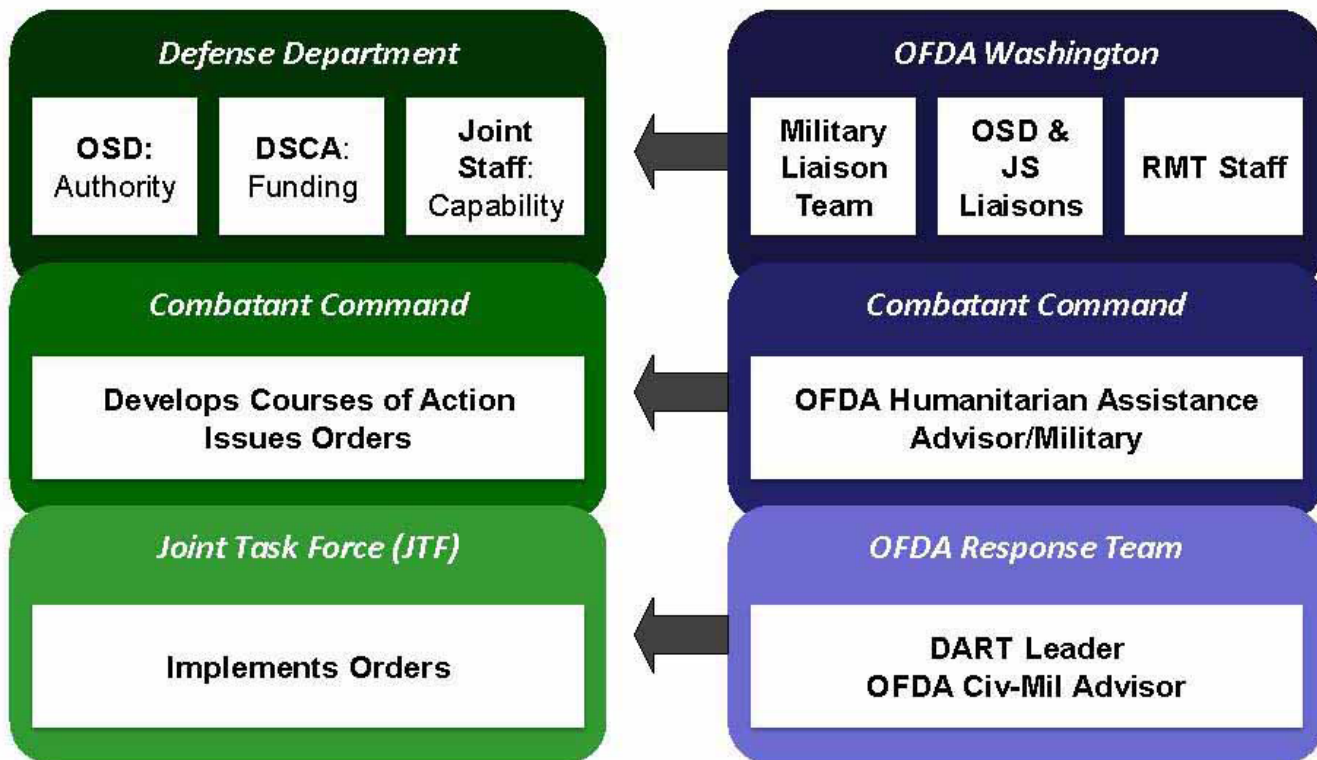 Defense Department
OSD:
Authority
DSCA:
Funding
Joint
Staff:
Capability
OFDA Washington
Military
Liaison
Team
OSD &
JS
Liaisons
RMT Staff
Combatant Command
Develops Courses of Action
Issues Orders
Combatant Command
OFDA Humanitarian Assistance
Advisor/Military
Joint Task Force (JTF)
Implements Orders
OFDA Response Team
DART Leader
OFDA Civ-Mil Advisor